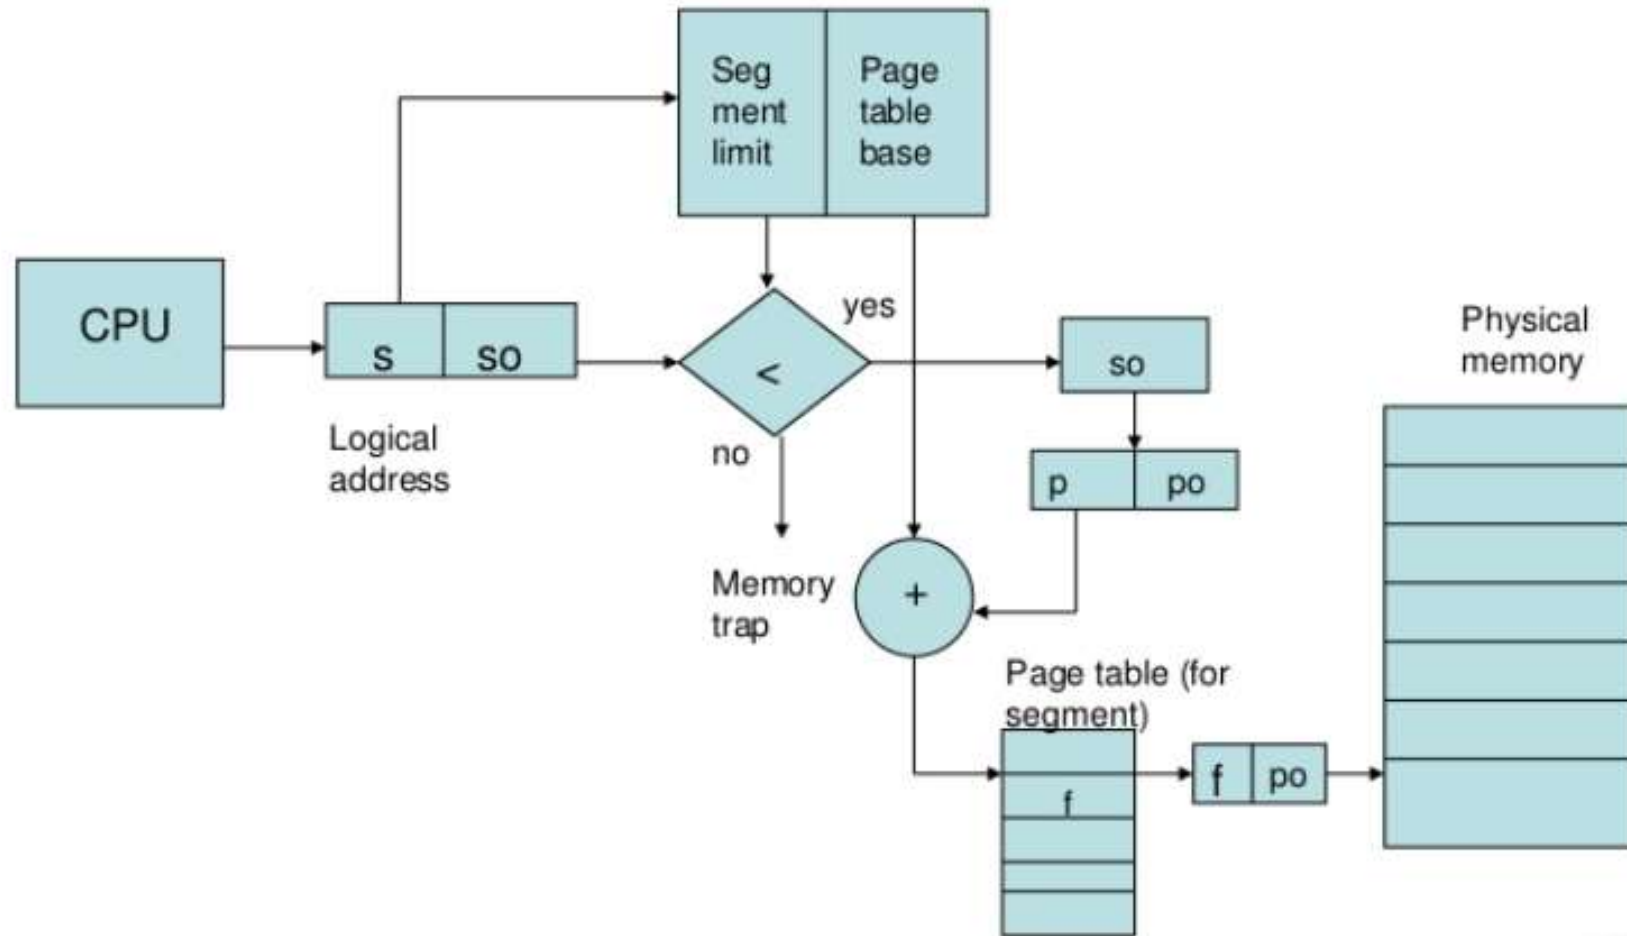 Seg
ment
limit
Page
table
base
CPU
s
so
Logical
address
<
yes
no
Memory
trap
so
p
po
+
Page table (for
segment)
f
f
po
Physical
memory